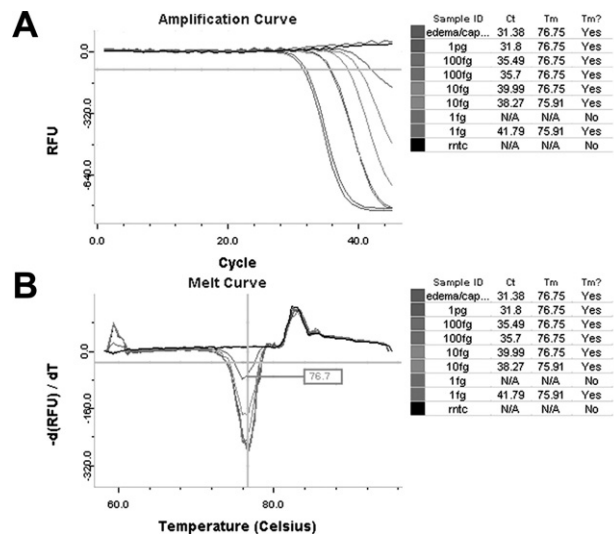 A
Amplification Curve
0.0
-320.0
-640.0
RFU
0.0
20.0
40.0
Cycle
Sample ID Ct Tm Tm?
edema/cap... 31.38 76.75 Yes
1pg 31.8 76.75 Yes
100fg 35.49 76.75 Yes
100fg 35.7 76.75 Yes
10fg 39.99 76.75 Yes
10fg 38.27 75.91 Yes
1fg N/A N/A No
1fg 41.79 75.91 Yes
rntc N/A N/A No
B
Melt Curve
0.0
-160.0
-320.0
-d(RFU) / dT
76.7
60.0
80.0
Temperature (Celsius)
Sample ID Ct Tm Tm?
edema/cap... 31.38 76.75 Yes
1pg 31.8 76.75 Yes
100fg 35.49 76.75 Yes
100fg 35.7 76.75 Yes
10fg 39.99 76.75 Yes
10fg 38.27 75.91 Yes
1fg N/A N/A No
1fg 41.79 75.91 Yes
rntc N/A N/A No